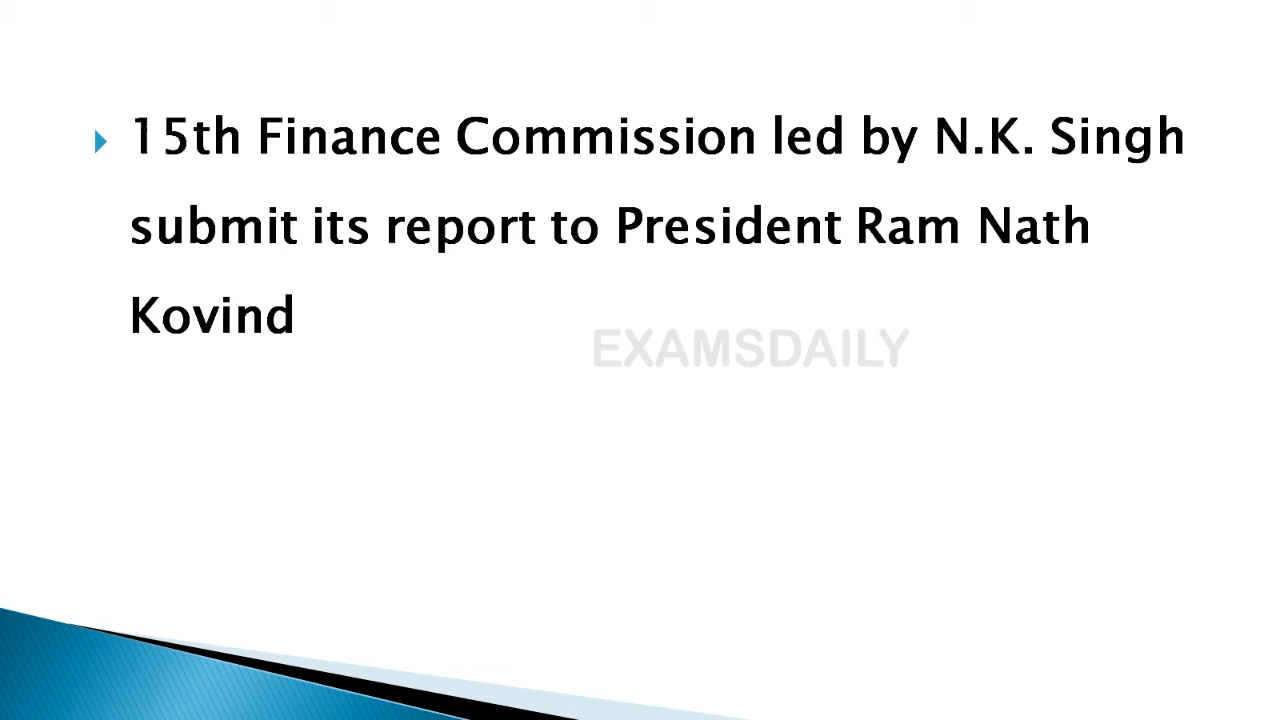 15th Finance Commission led by N.K. Singh
submit its report to President Ram Nath
Kovind
EXAMSDAILY